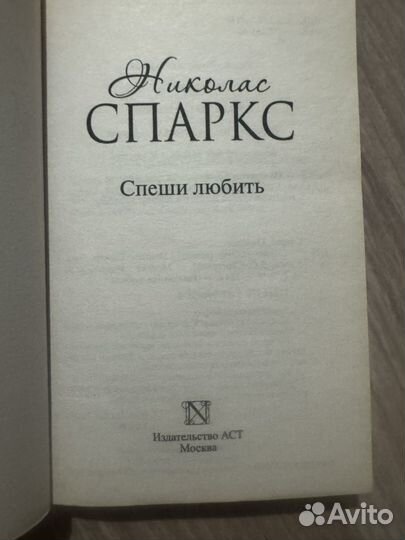 Николас
СПАРКС
Спеши любить
N
Издательство АСТ
Москва
Avito